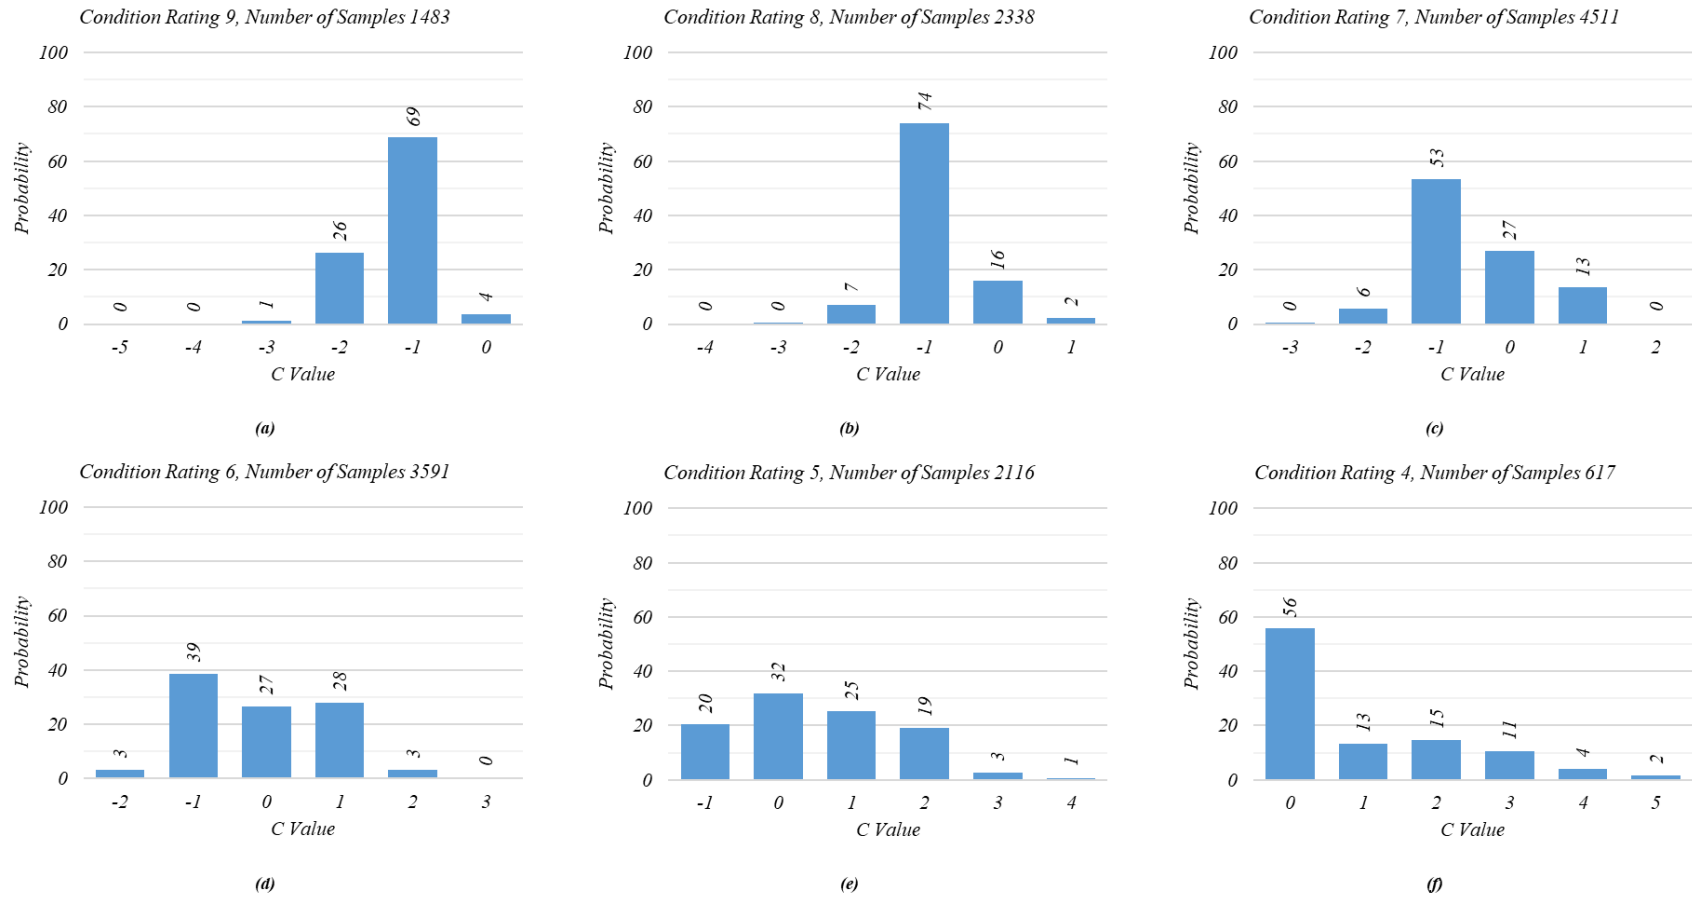 Condition Rating 9, Number of Samples 1483
100
80
60
40
20
0
Probability
0
0
1
26
69
4
-5 -4 -3 -2 -1 0
C Value
(a)
Condition Rating 8, Number of Samples 2338
100
80
60
40
20
0
Probability
0
0
7
74
16
2
-4 -3 -2 -1 0 1
C Value
(b)
Condition Rating 7, Number of Samples 4511
100
80
60
40
20
0
Probability
0
6
53
27
13
0
-3 -2 -1 0 1 2
C Value
(c)
Condition Rating 6, Number of Samples 3591
100
80
60
40
20
0
Probability
3
39
27
28
3
0
-2 -1 0 1 2 3
C Value
(d)
Condition Rating 5, Number of Samples 2116
100
80
60
40
20
0
Probability
20
32
25
19
3
1
-1 0 1 2 3 4
C Value
(e)
Condition Rating 4, Number of Samples 617
100
80
60
40
20
0
Probability
56
13
15
11
4
2
0 1 2 3 4 5
C Value
(f)